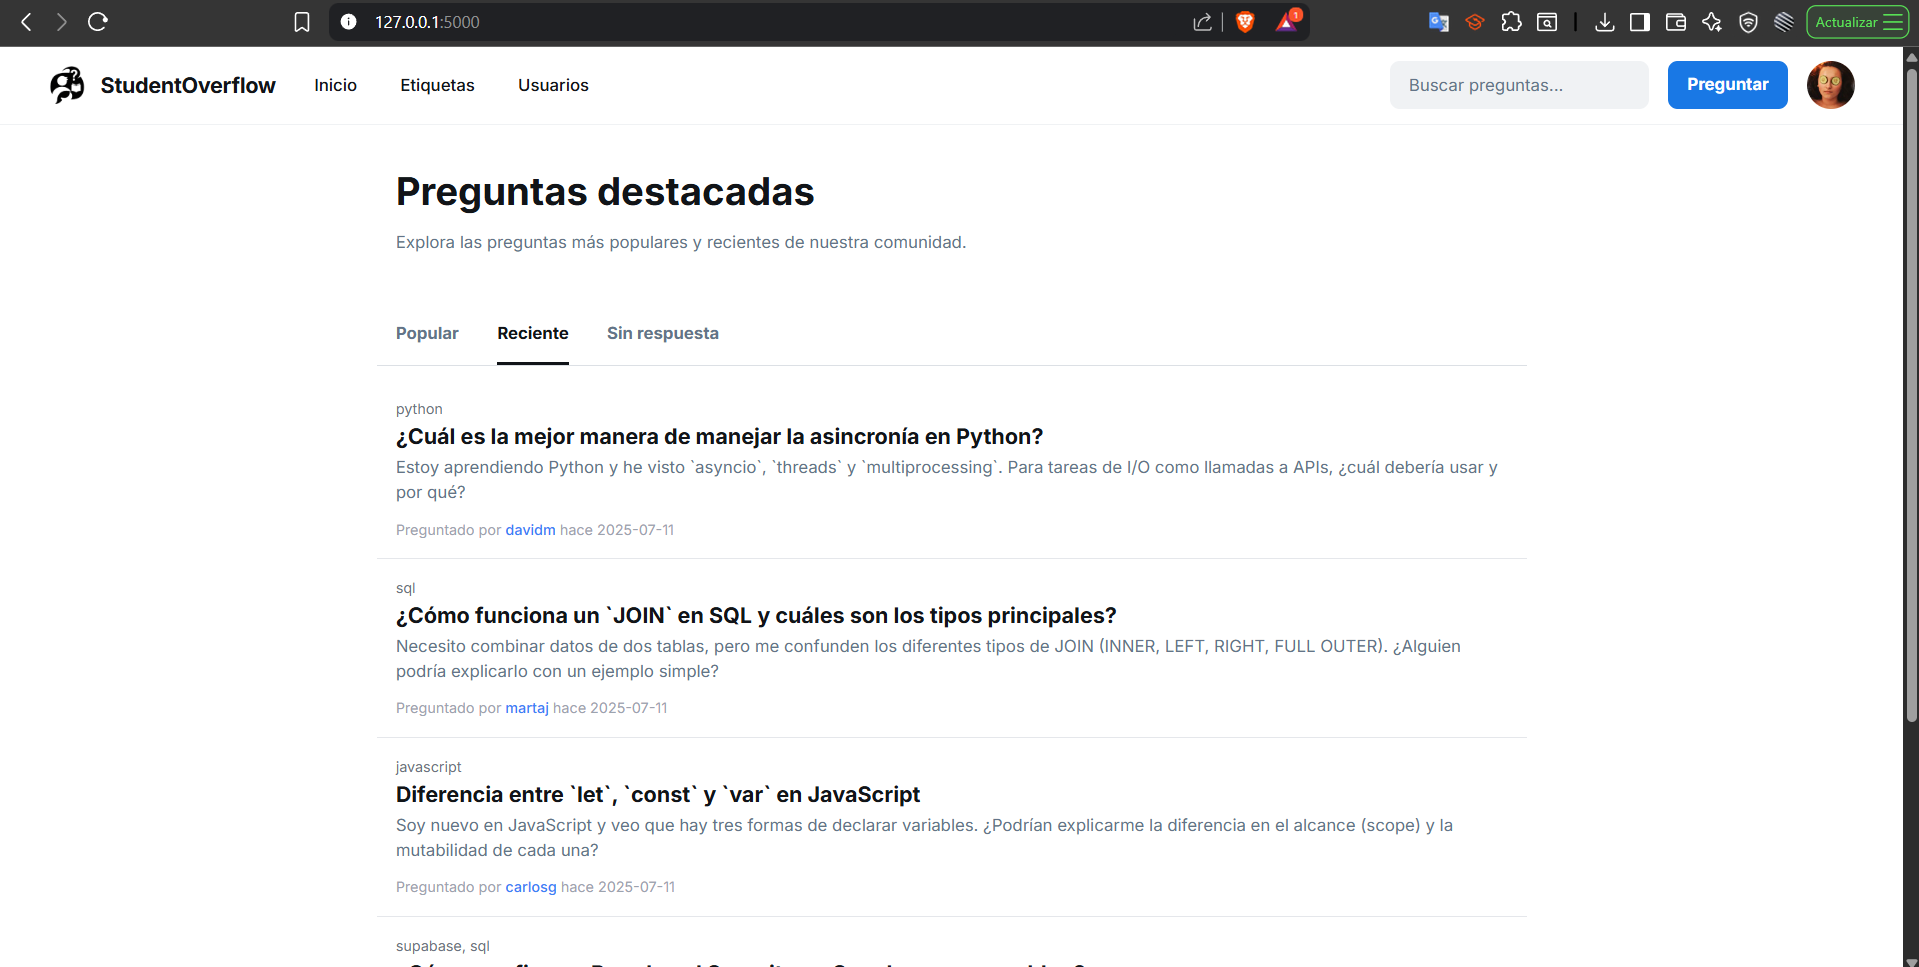 127.0.0.1:5000
1
Actualizar
StudentOverflow
Inicio
Etiquetas
Usuarios
Buscar preguntas...
Preguntar
Preguntas destacadas
Explora las preguntas más populares y recientes de nuestra comunidad.
Popular
Reciente
Sin respuesta
python
¿Cuál es la mejor manera de manejar la asincronía en Python?
Estoy aprendiendo Python y he visto `asyncio`, `threads` y `multiprocessing`. Para tareas de I/O como llamadas a APIs, ¿cuál debería usar y
por qué?
Preguntado por davidm hace 2025-07-11
sql
¿Cómo funciona un `JOIN` en SQL y cuáles son los tipos principales?
Necesito combinar datos de dos tablas, pero me confunden los diferentes tipos de JOIN (INNER, LEFT, RIGHT, FULL OUTER). ¿Alguien
podría explicarlo con un ejemplo simple?
Preguntado por martaj hace 2025-07-11
javascript
Diferencia entre `let`, `const` y `var` en JavaScript
Soy nuevo en JavaScript y veo que hay tres formas de declarar variables. ¿Podrían explicarme la diferencia en el alcance (scope) y la
mutabilidad de cada una?
Preguntado por carlosg hace 2025-07-11
supabase, sql